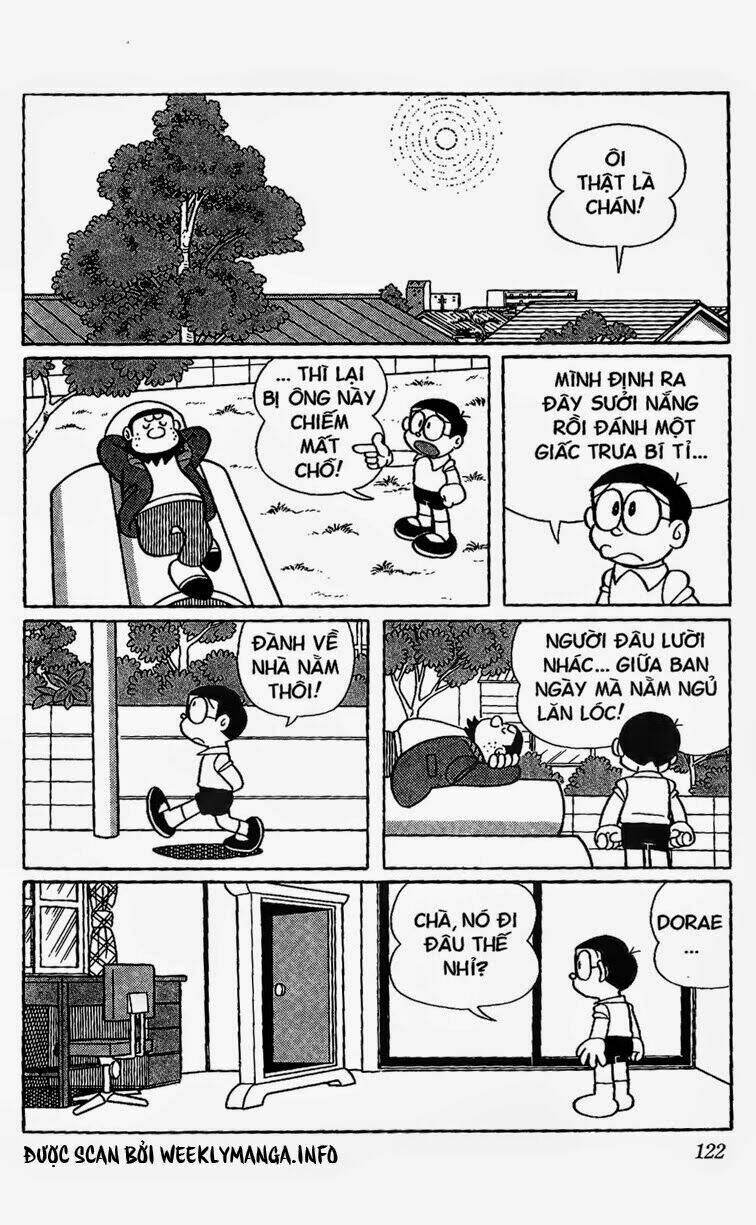 ÔI
THẬT LÀ
CHÁN!
MÌNH ĐỊNH RA
ĐÂY SƯỞI NẮNG
RỒI ĐÁNH MỘT
GIẤC TRƯA BÍ TỈ...
... THÌ LẠI
BỊ ÔNG NÀY
CHIẾM
MẤT
CHỖ!
NGƯỜI ĐÂU LƯỜI
NHÁC... GIỮA BAN
NGÀY MÀ NẰM NGỦ
LĂN LÓC!
ĐÀNH VỀ
NHÀ NẰM
THÔI!
DORAE
...
CHÀ, NÓ ĐI
ĐÂU THẾ
NHỈ?
ĐƯỢC SCAN BỞI WEEKLYMANGA.INFO
122